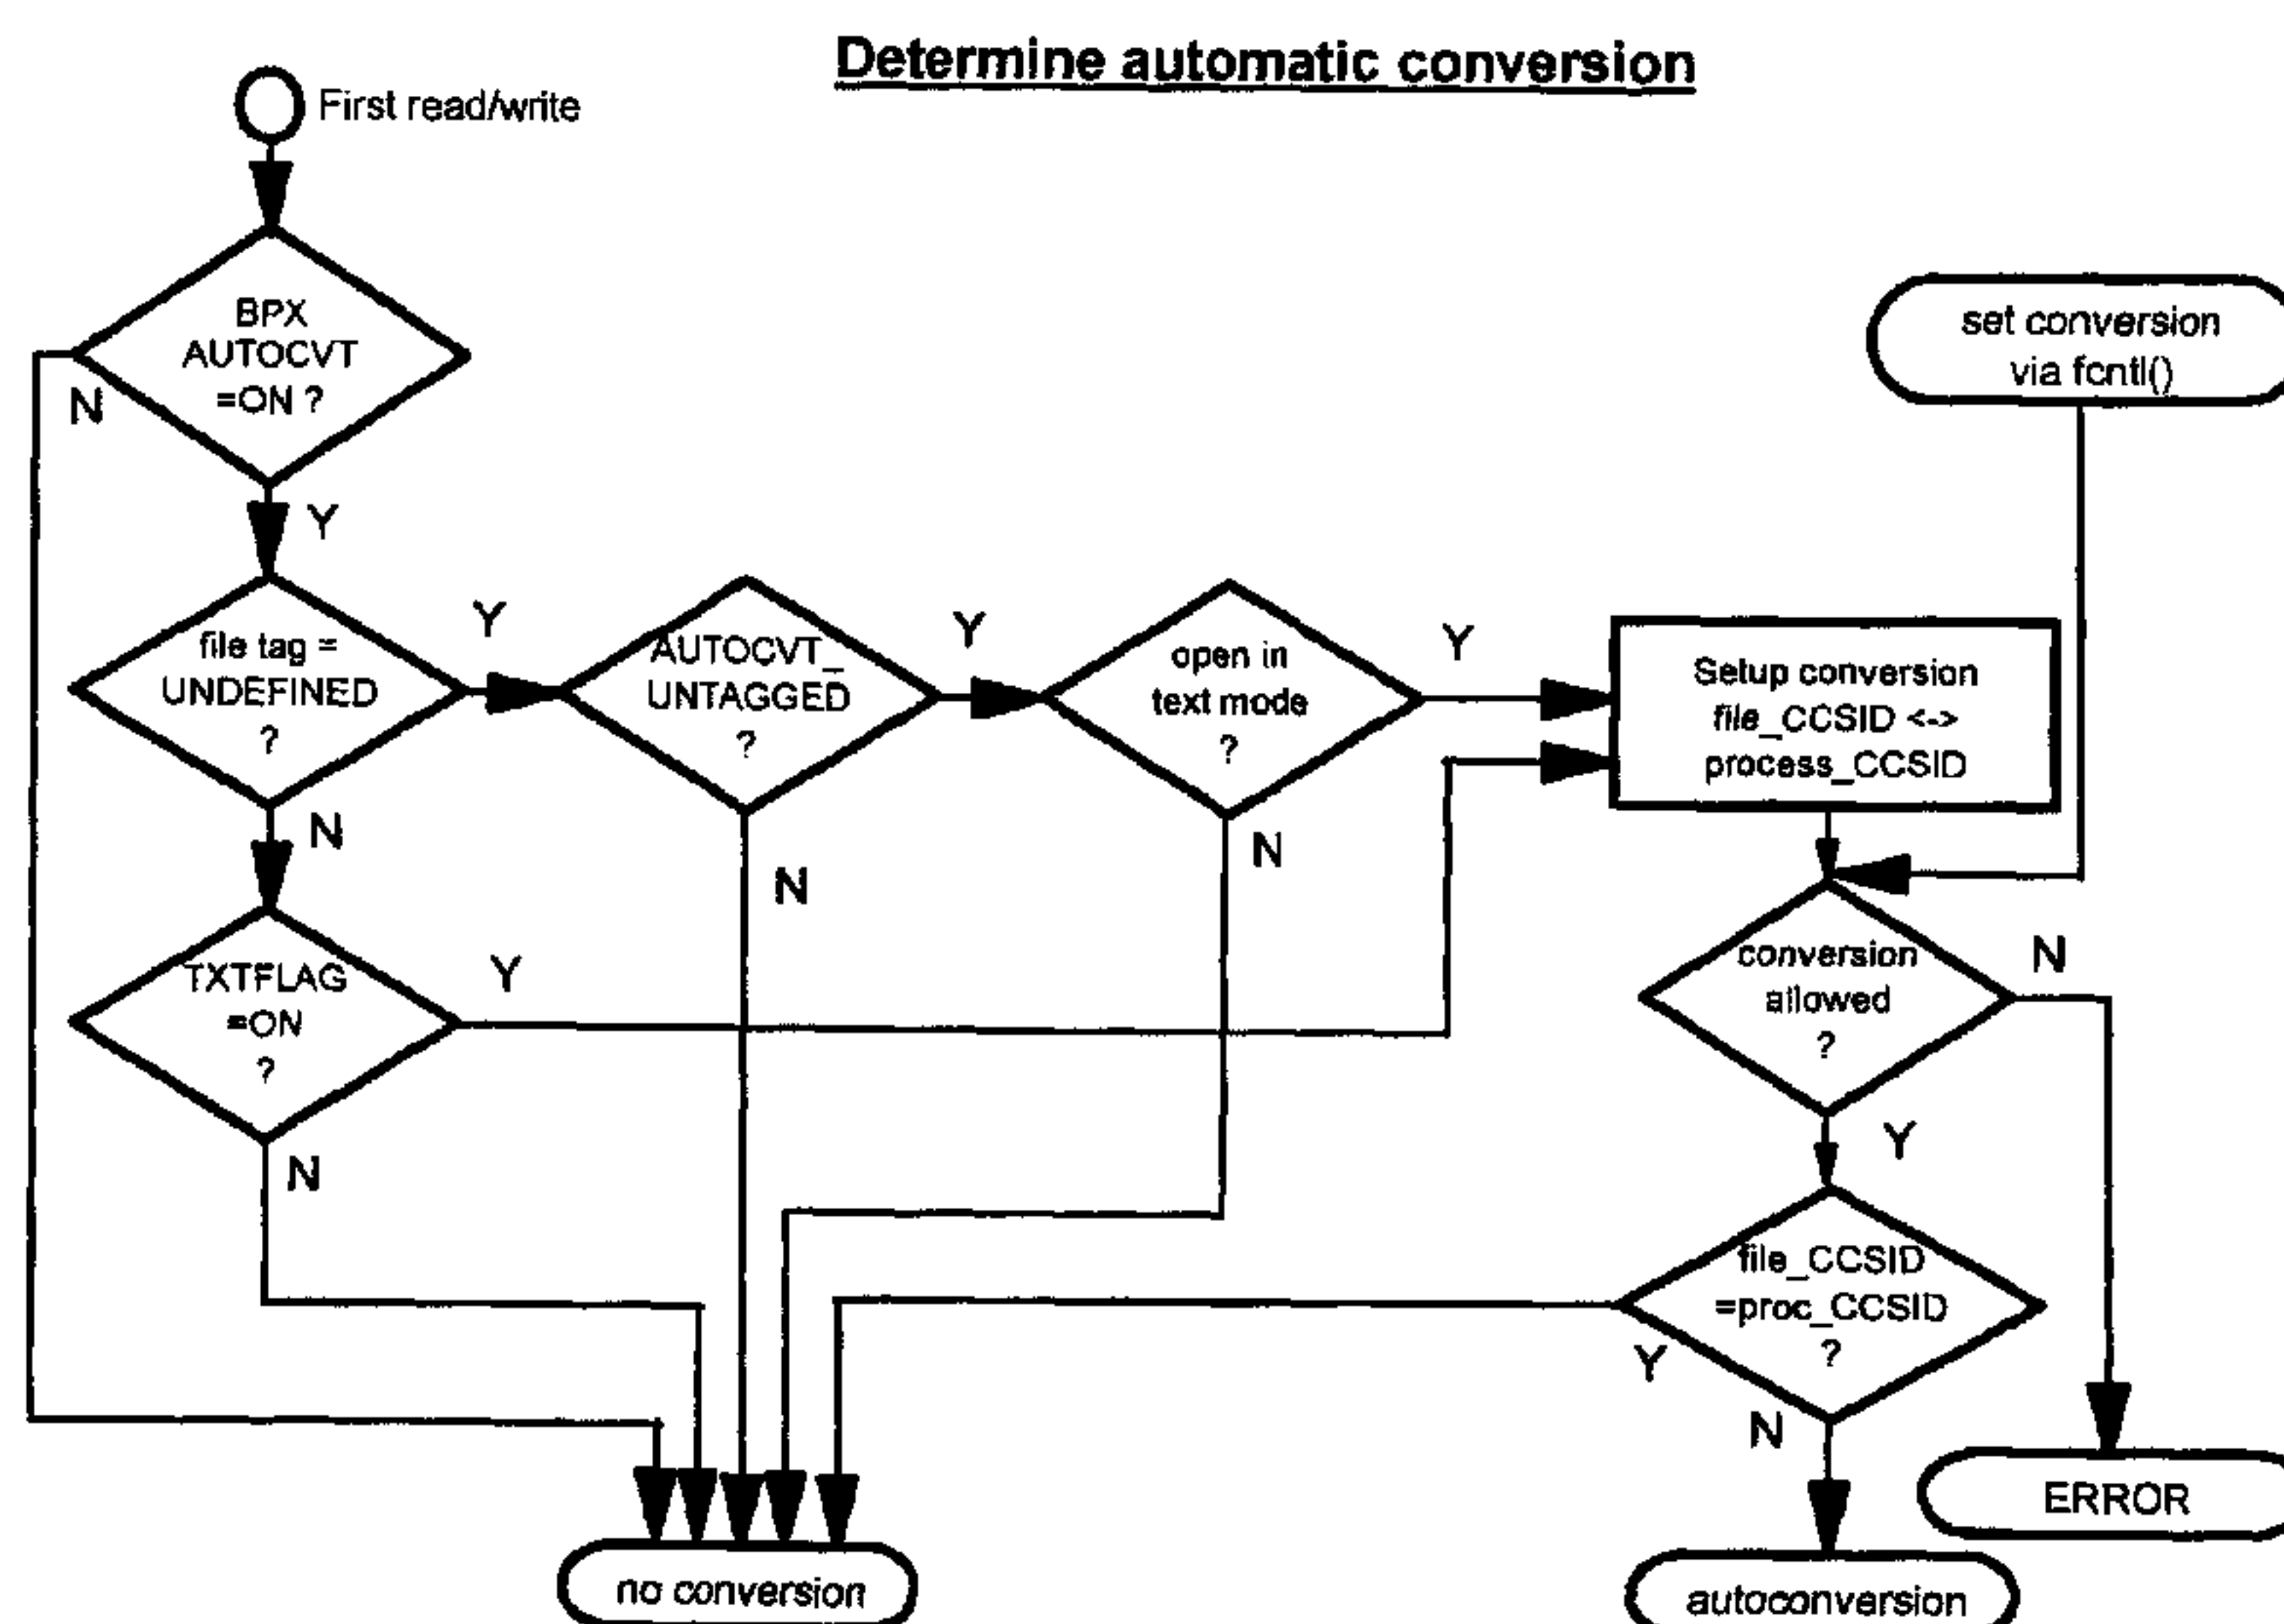 Determine automatic conversion
First read/write
BPX
AUTOCVT
=ON ?
N
Y
set conversion
via fcntl()
file tag =
UNDEFINED
?
Y
N
AUTOCVT_
UNTAGGED
?
Y
N
open in
text mode
?
Y
N
Setup conversion
file_CCSID <->
process_CCSID
TXTFLAG
=ON
?
Y
N
conversion
allowed
?
N
Y
file_CCSID
=proc_CCSID
?
Y
N
ERROR
no conversion
autoconversion